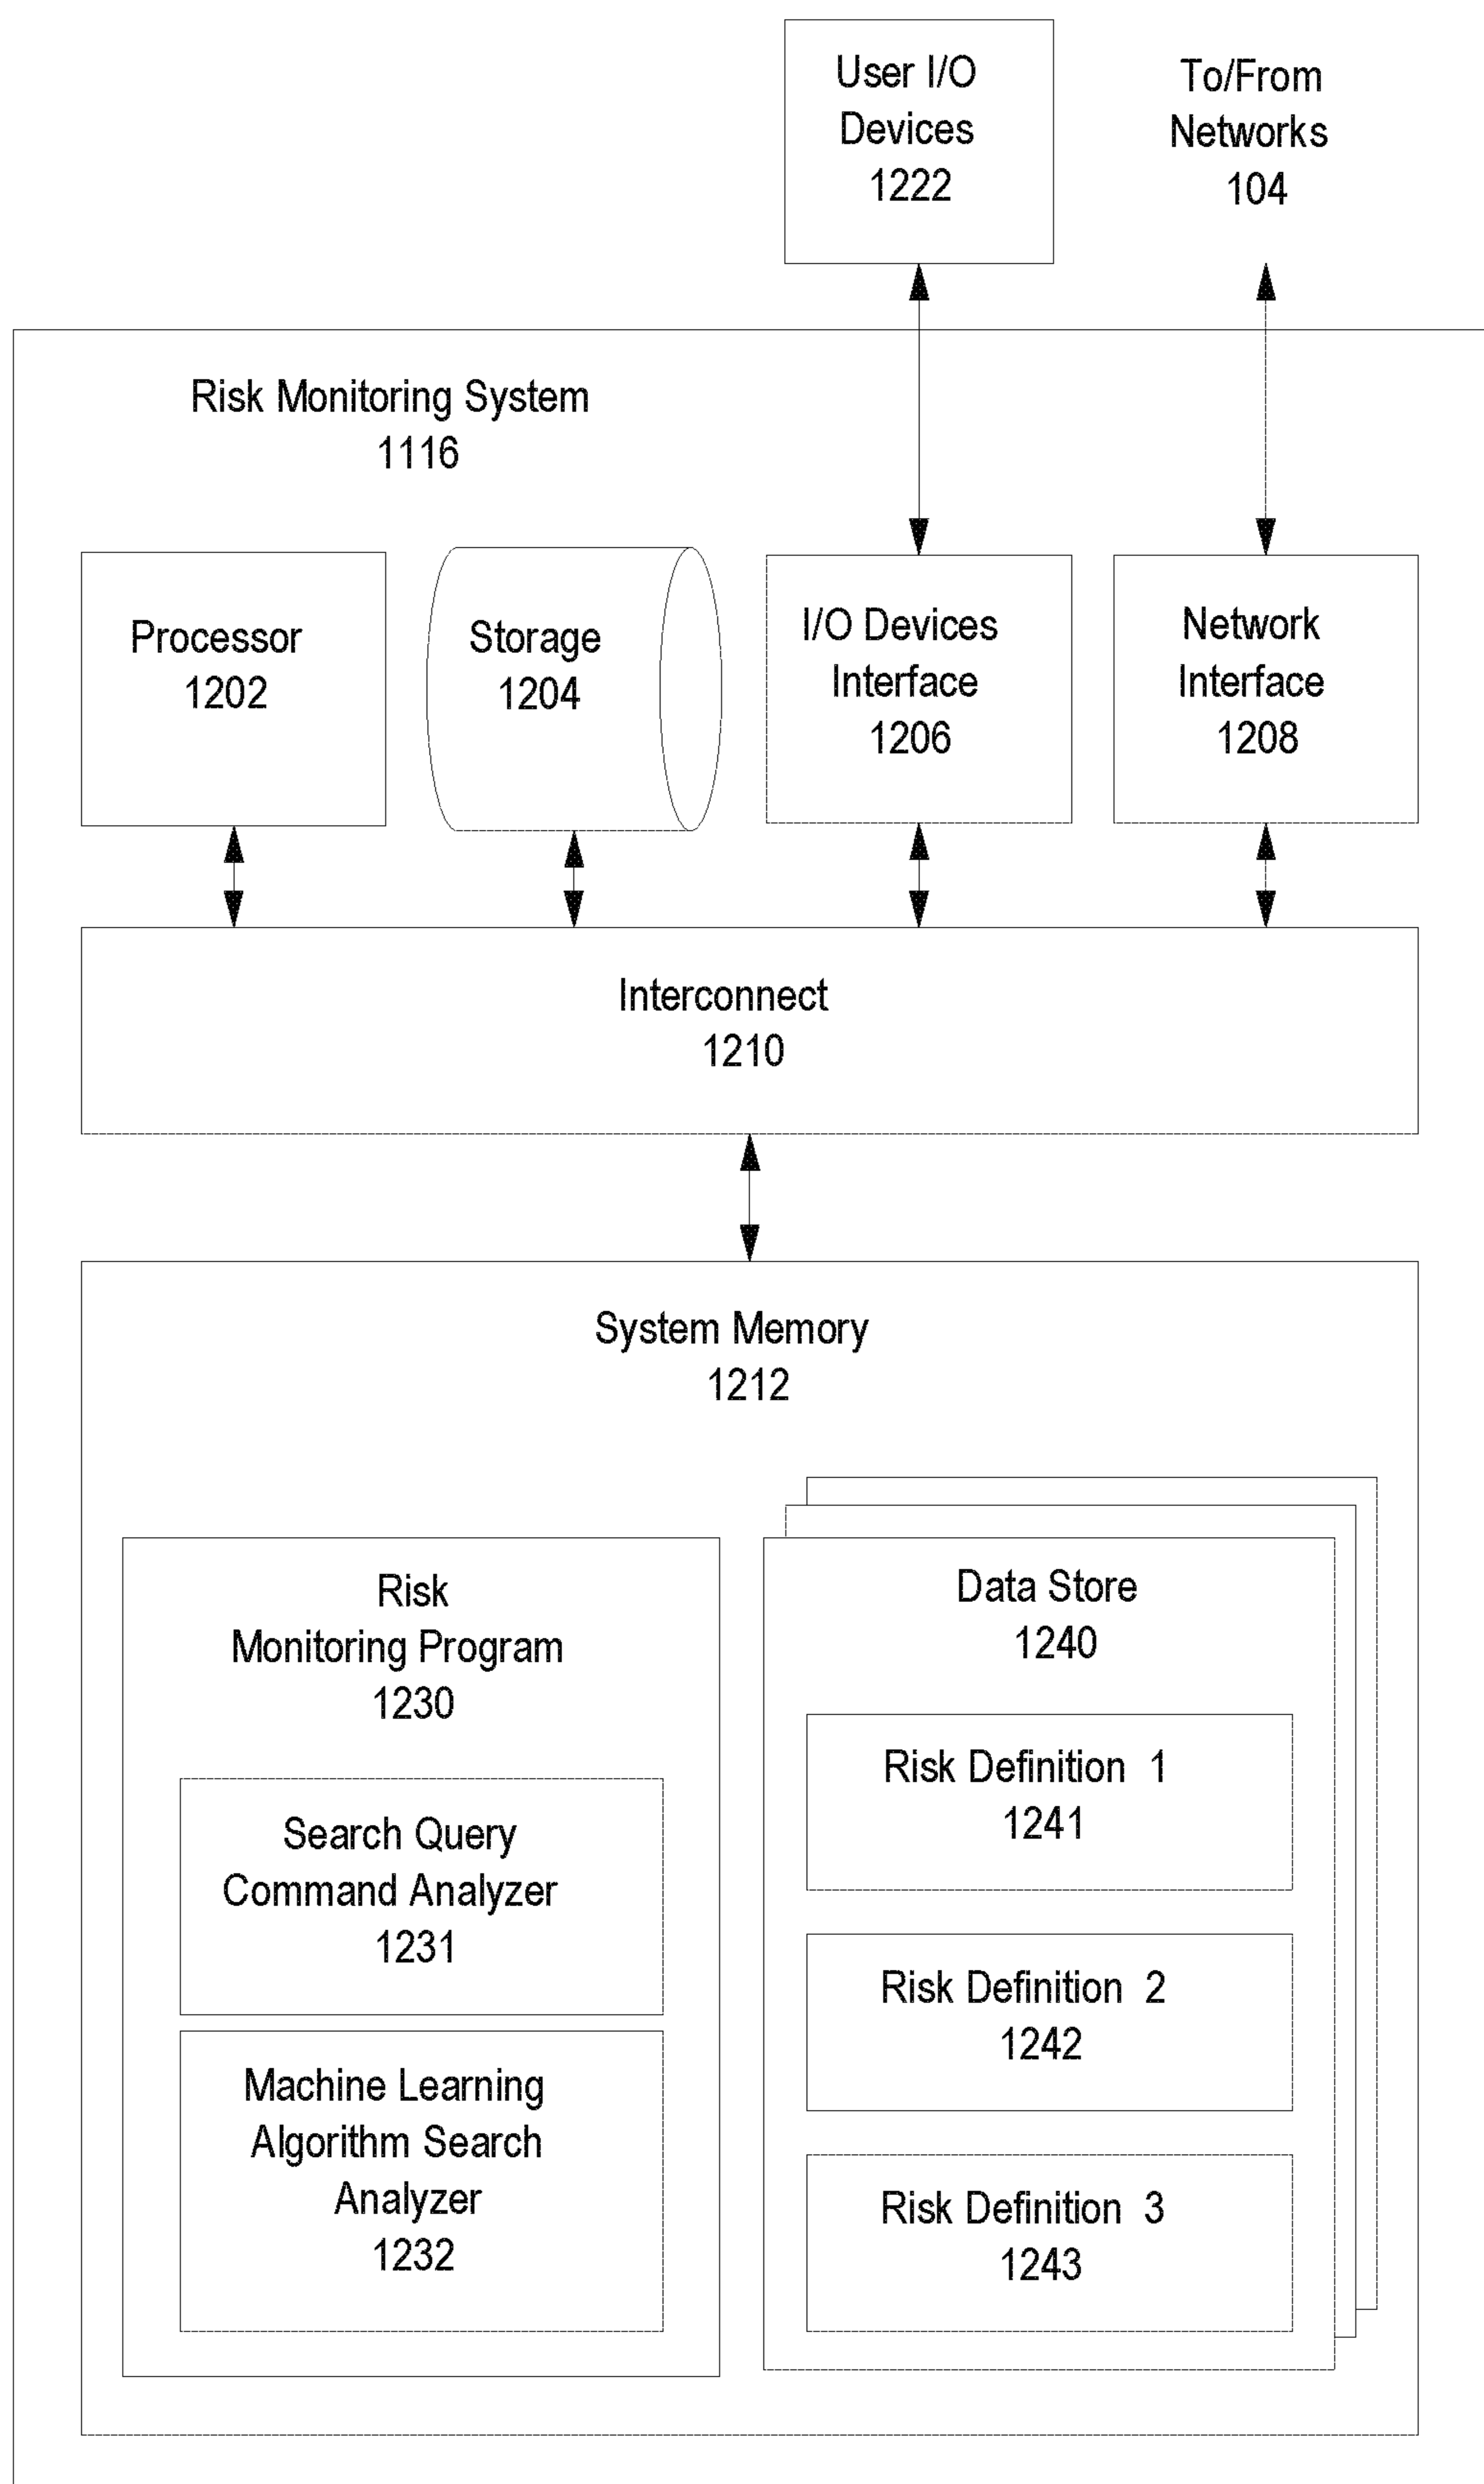 User I/O
Devices
1222
To/From
Networks
104
Risk Monitoring System
1116
Processor
1202
Storage
1204
I/O Devices
Interface
1206
Network
Interface
1208
Interconnect
1210
System Memory
1212
Risk
Monitoring Program
1230
Search Query
Command Analyzer
1231
Machine Learning
Algorithm Search
Analyzer
1232
Data Store
1240
Risk Definition 1
1241
Risk Definition 2
1242
Risk Definition 3
1243